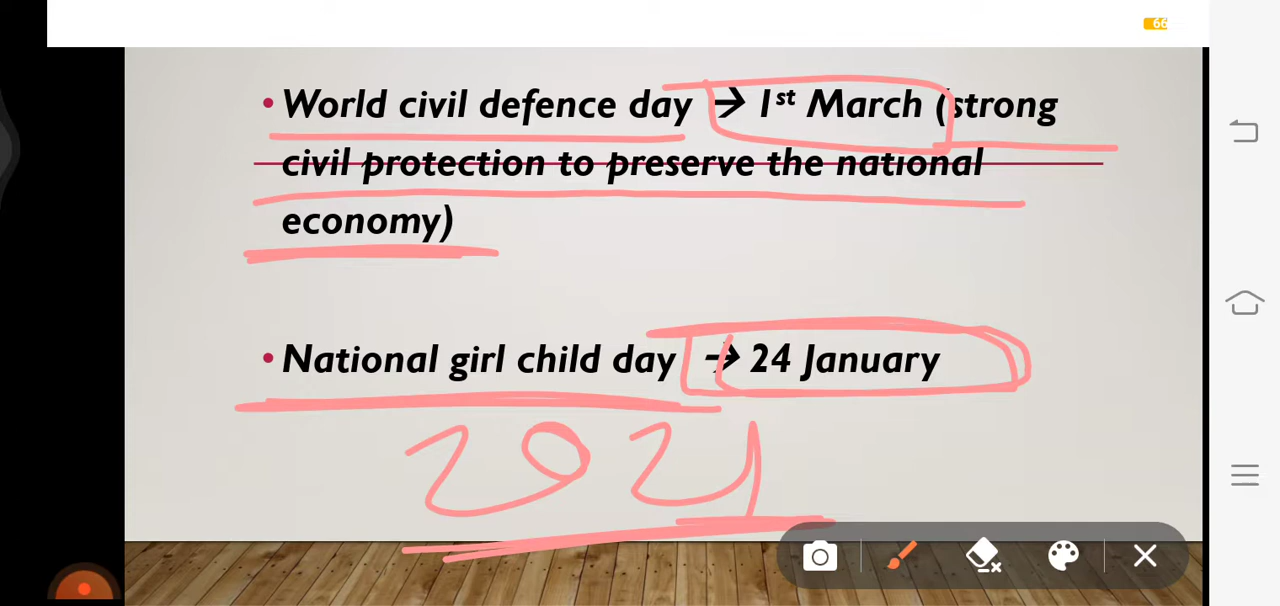 66
• World civil defence day → 1st March (strong
civil protection to preserve the national
economy)
• National girl child day → 24 January
2021